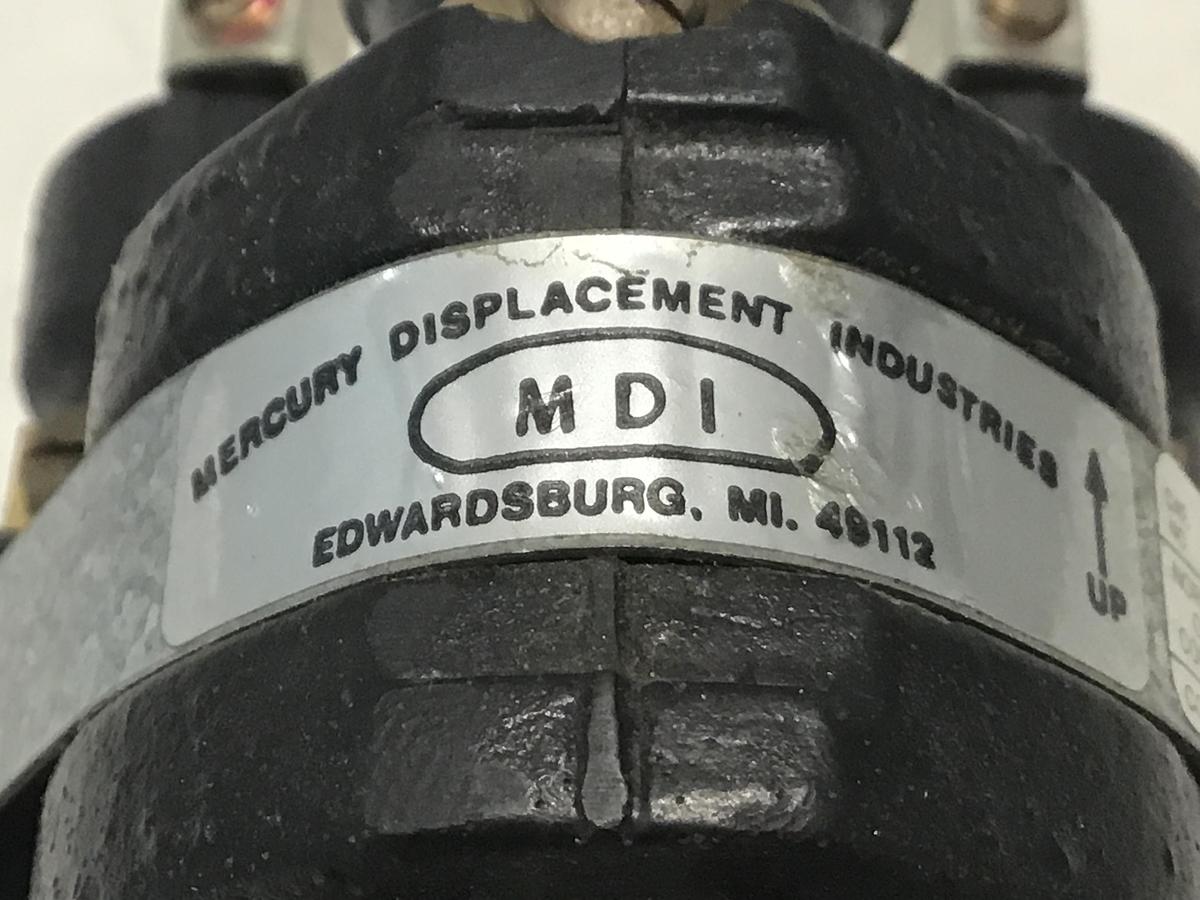 MERCURY DISPLACEMENT INDUSTRIES
MDI
EDWARDSBURG, MI. 49112
UP